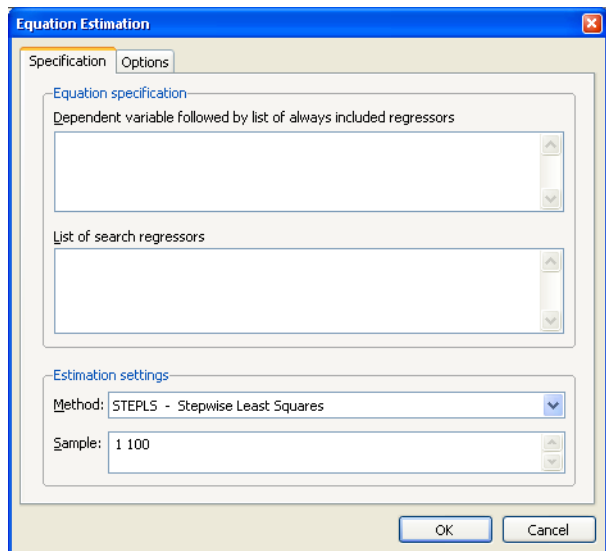 Equation Estimation
Specification Options
Equation specification
Dependent variable followed by list of always included regressors
List of search regressors
Estimation settings
Method: STEPLS - Stepwise Least Squares
Sample: 1 100
OK Cancel